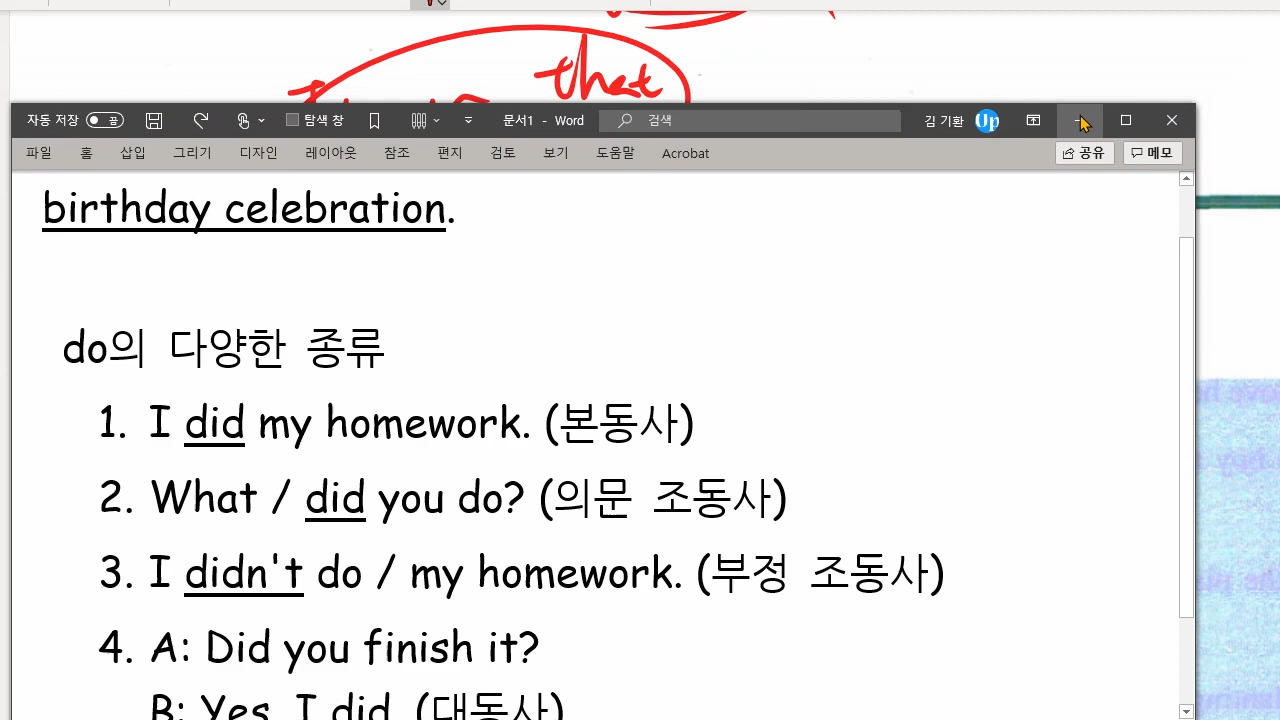 that
자동 저장 끔 탐색 창 문서1 - Word 검색 김 기환 Up
파일 홈 삽입 그리기 디자인 레이아웃 참조 편지 검토 보기 도움말 Acrobat 공유 메모
birthday celebration.
do의 다양한 종류
1. I did my homework. (본동사)
2. What / did you do? (의문 조동사)
3. I didn't do / my homework. (부정 조동사)
4. A: Did you finish it?
B: Yes, I did. (대동사)